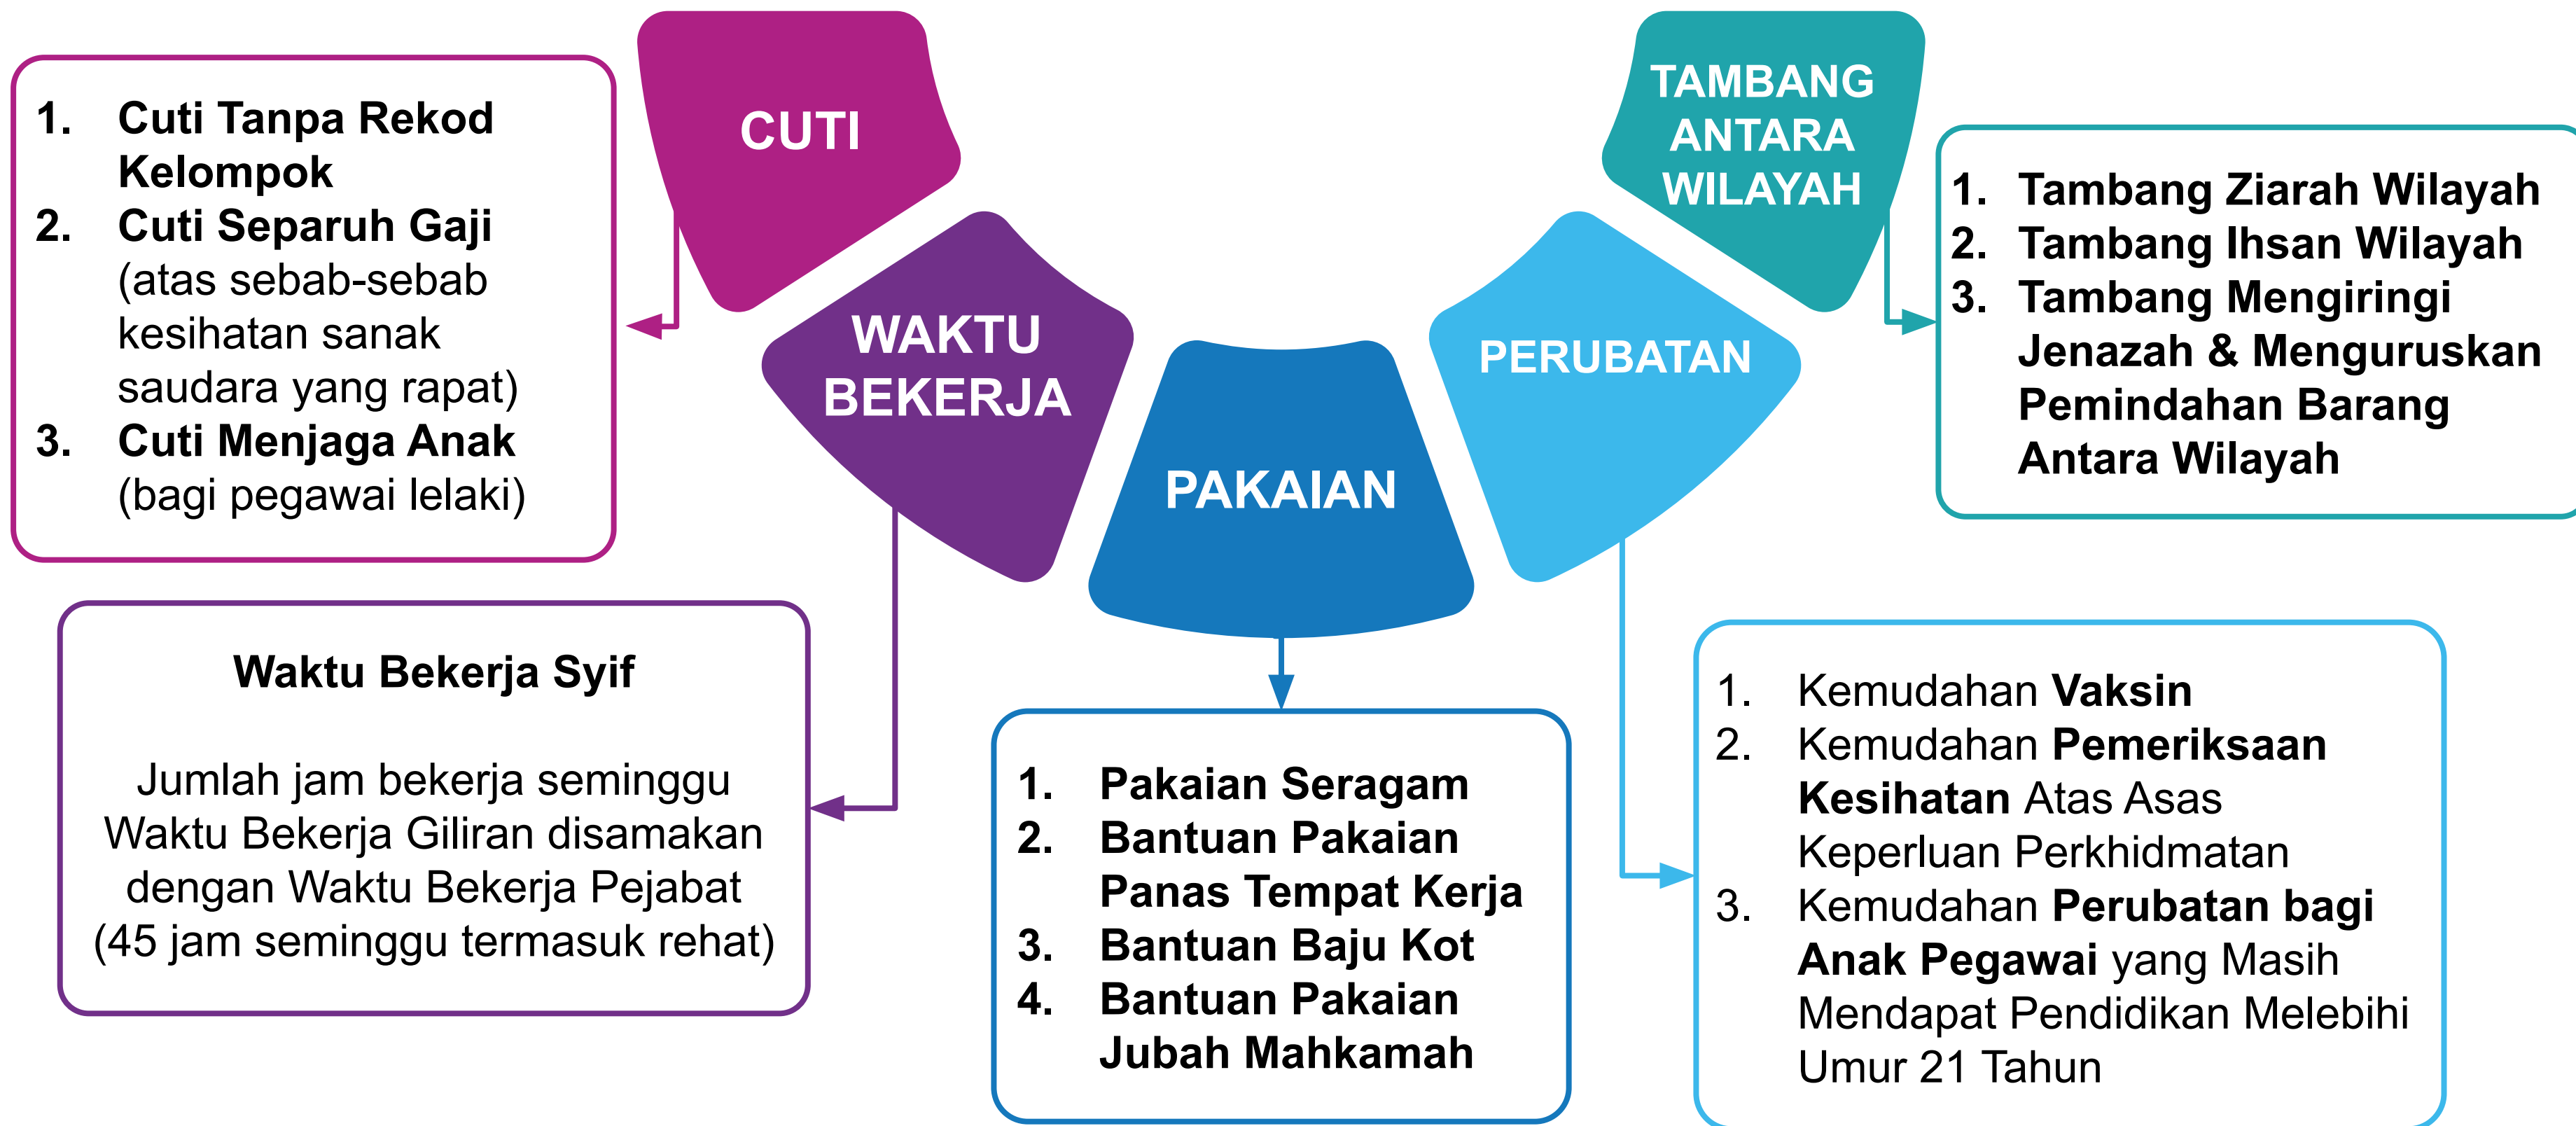 CUTI
1. Cuti Tanpa Rekod
Kelompok
2. Cuti Separuh Gaji
(atas sebab-sebab
kesihatan sanak
saudara yang rapat)
3. Cuti Menjaga Anak
(bagi pegawai lelaki)
WAKTU
BEKERJA
Waktu Bekerja Syif
Jumlah jam bekerja seminggu
Waktu Bekerja Giliran disamakan
dengan Waktu Bekerja Pejabat
(45 jam seminggu termasuk rehat)
PAKAIAN
1. Pakaian Seragam
2. Bantuan Pakaian
Panas Tempat Kerja
3. Bantuan Baju Kot
4. Bantuan Pakaian
Jubah Mahkamah
PERUBATAN
1. Kemudahan Vaksin
2. Kemudahan Pemeriksaan
Kesihatan Atas Asas
Keperluan Perkhidmatan
3. Kemudahan Perubatan bagi
Anak Pegawai yang Masih
Mendapat Pendidikan Melebihi
Umur 21 Tahun
TAMBANG
ANTARA
WILAYAH
1. Tambang Ziarah Wilayah
2. Tambang Ihsan Wilayah
3. Tambang Mengiringi
Jenazah & Menguruskan
Pemindahan Barang
Antara Wilayah